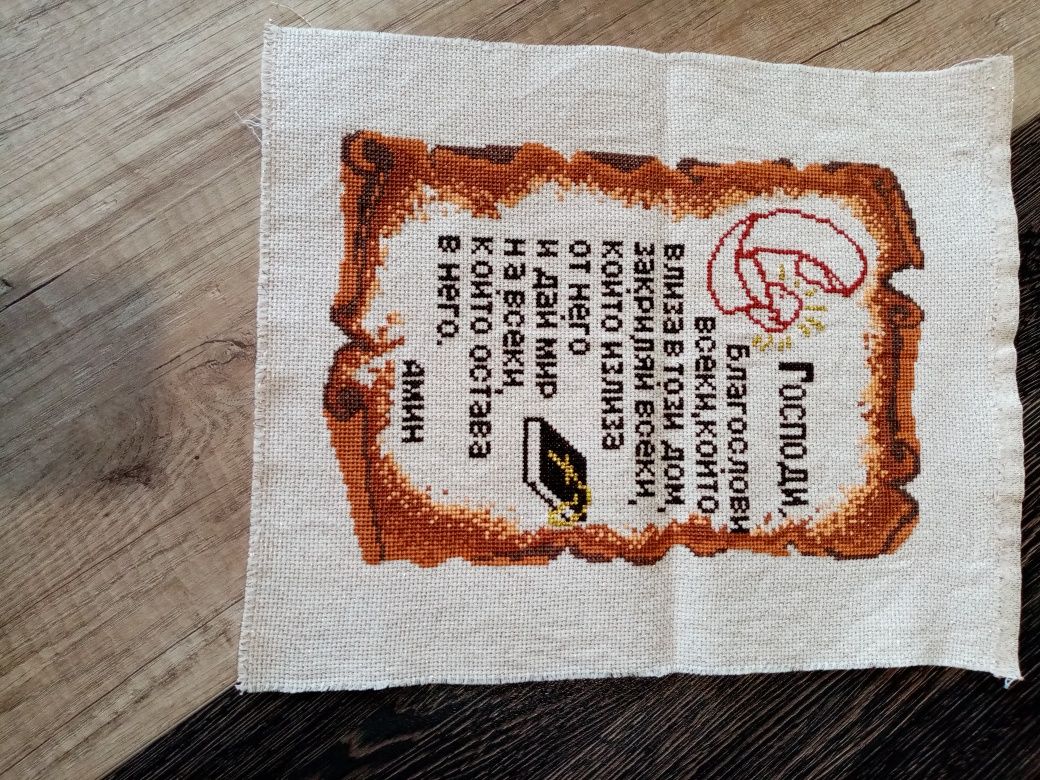 Господи,
благослови
всеки, който
влиза в този дом,
закриляй всеки,
който излиза
от него
и дай мир
на всеки,
който остава
в него.
Амин